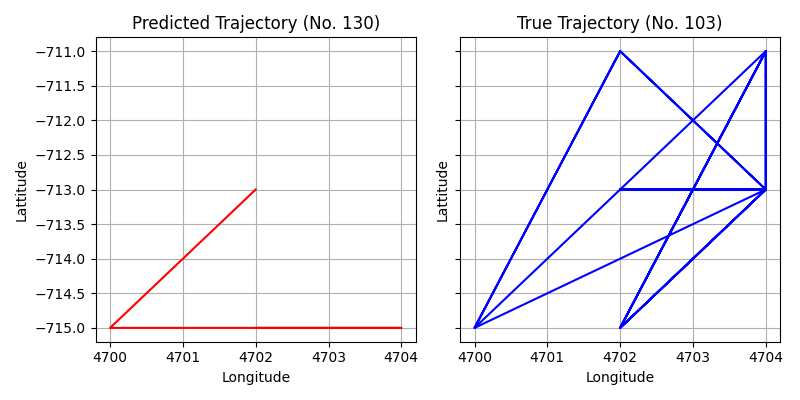 Predicted Trajectory (No. 130)
True Trajectory (No. 103)
Lattitude
−711.0
−711.5
−712.0
−712.5
−713.0
−713.5
−714.0
−714.5
−715.0
4700 4701 4702 4703 4704
Longitude
Lattitude
4700 4701 4702 4703 4704
Longitude